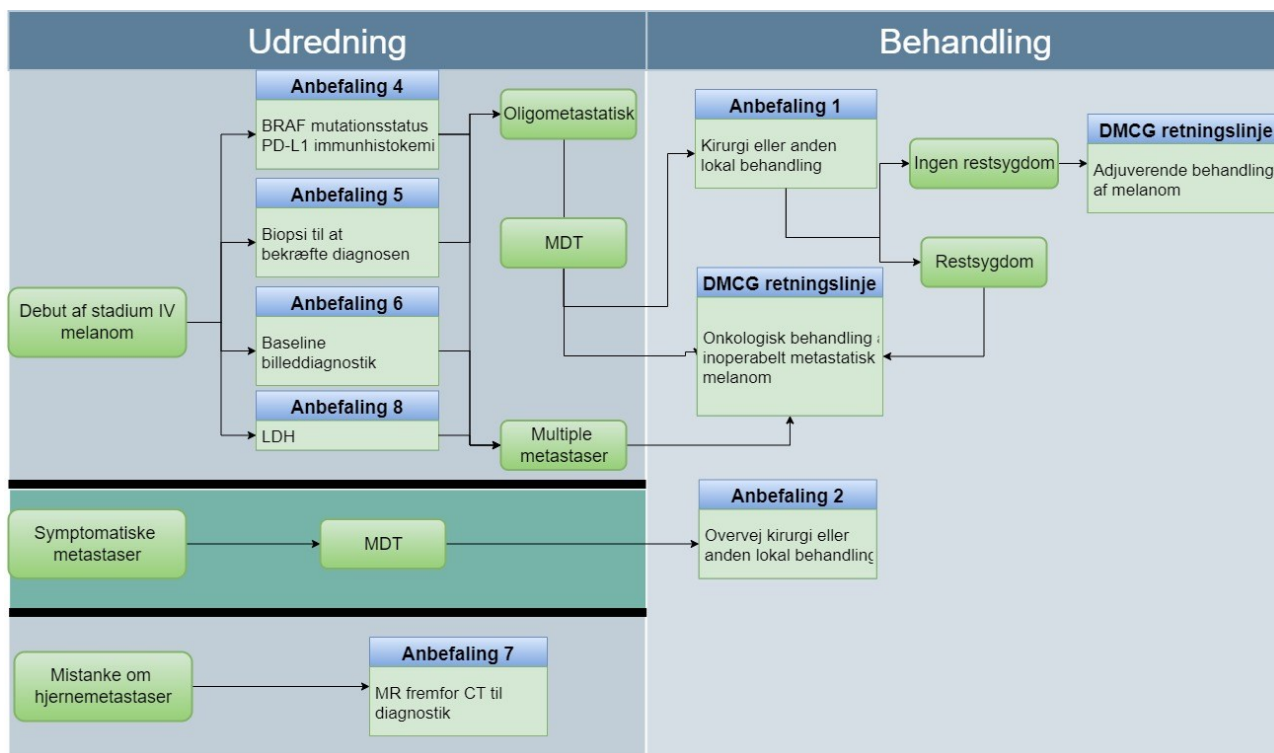 Udredning
Behandling
Anbefaling 4
BRAF mutationsstatus
PD-L1 immunhistokemi
Anbefaling 5
Biopsi til at
bekræfte diagnosen
Debut af stadium IV
melanom
Anbefaling 6
Baseline
billeddiagnostik
Anbefaling 8
LDH
Oligometastatisk
MDT
Multiple
metastaser
Anbefaling 1
Kirurgi eller anden
lokal behandling
Ingen restsygdom
DMCG retningslinje
Adjuverende behandling
af melanom
Restsygdom
DMCG retningslinje
Onkologisk behandling
inoperabelt metastatisk
melanom
Symptomatiske
metastaser
MDT
Anbefaling 2
Overvej kirurgi eller
anden lokal behandling
Mistanke om
hjernemetastaser
Anbefaling 7
MR fremfor CT til
diagnostik